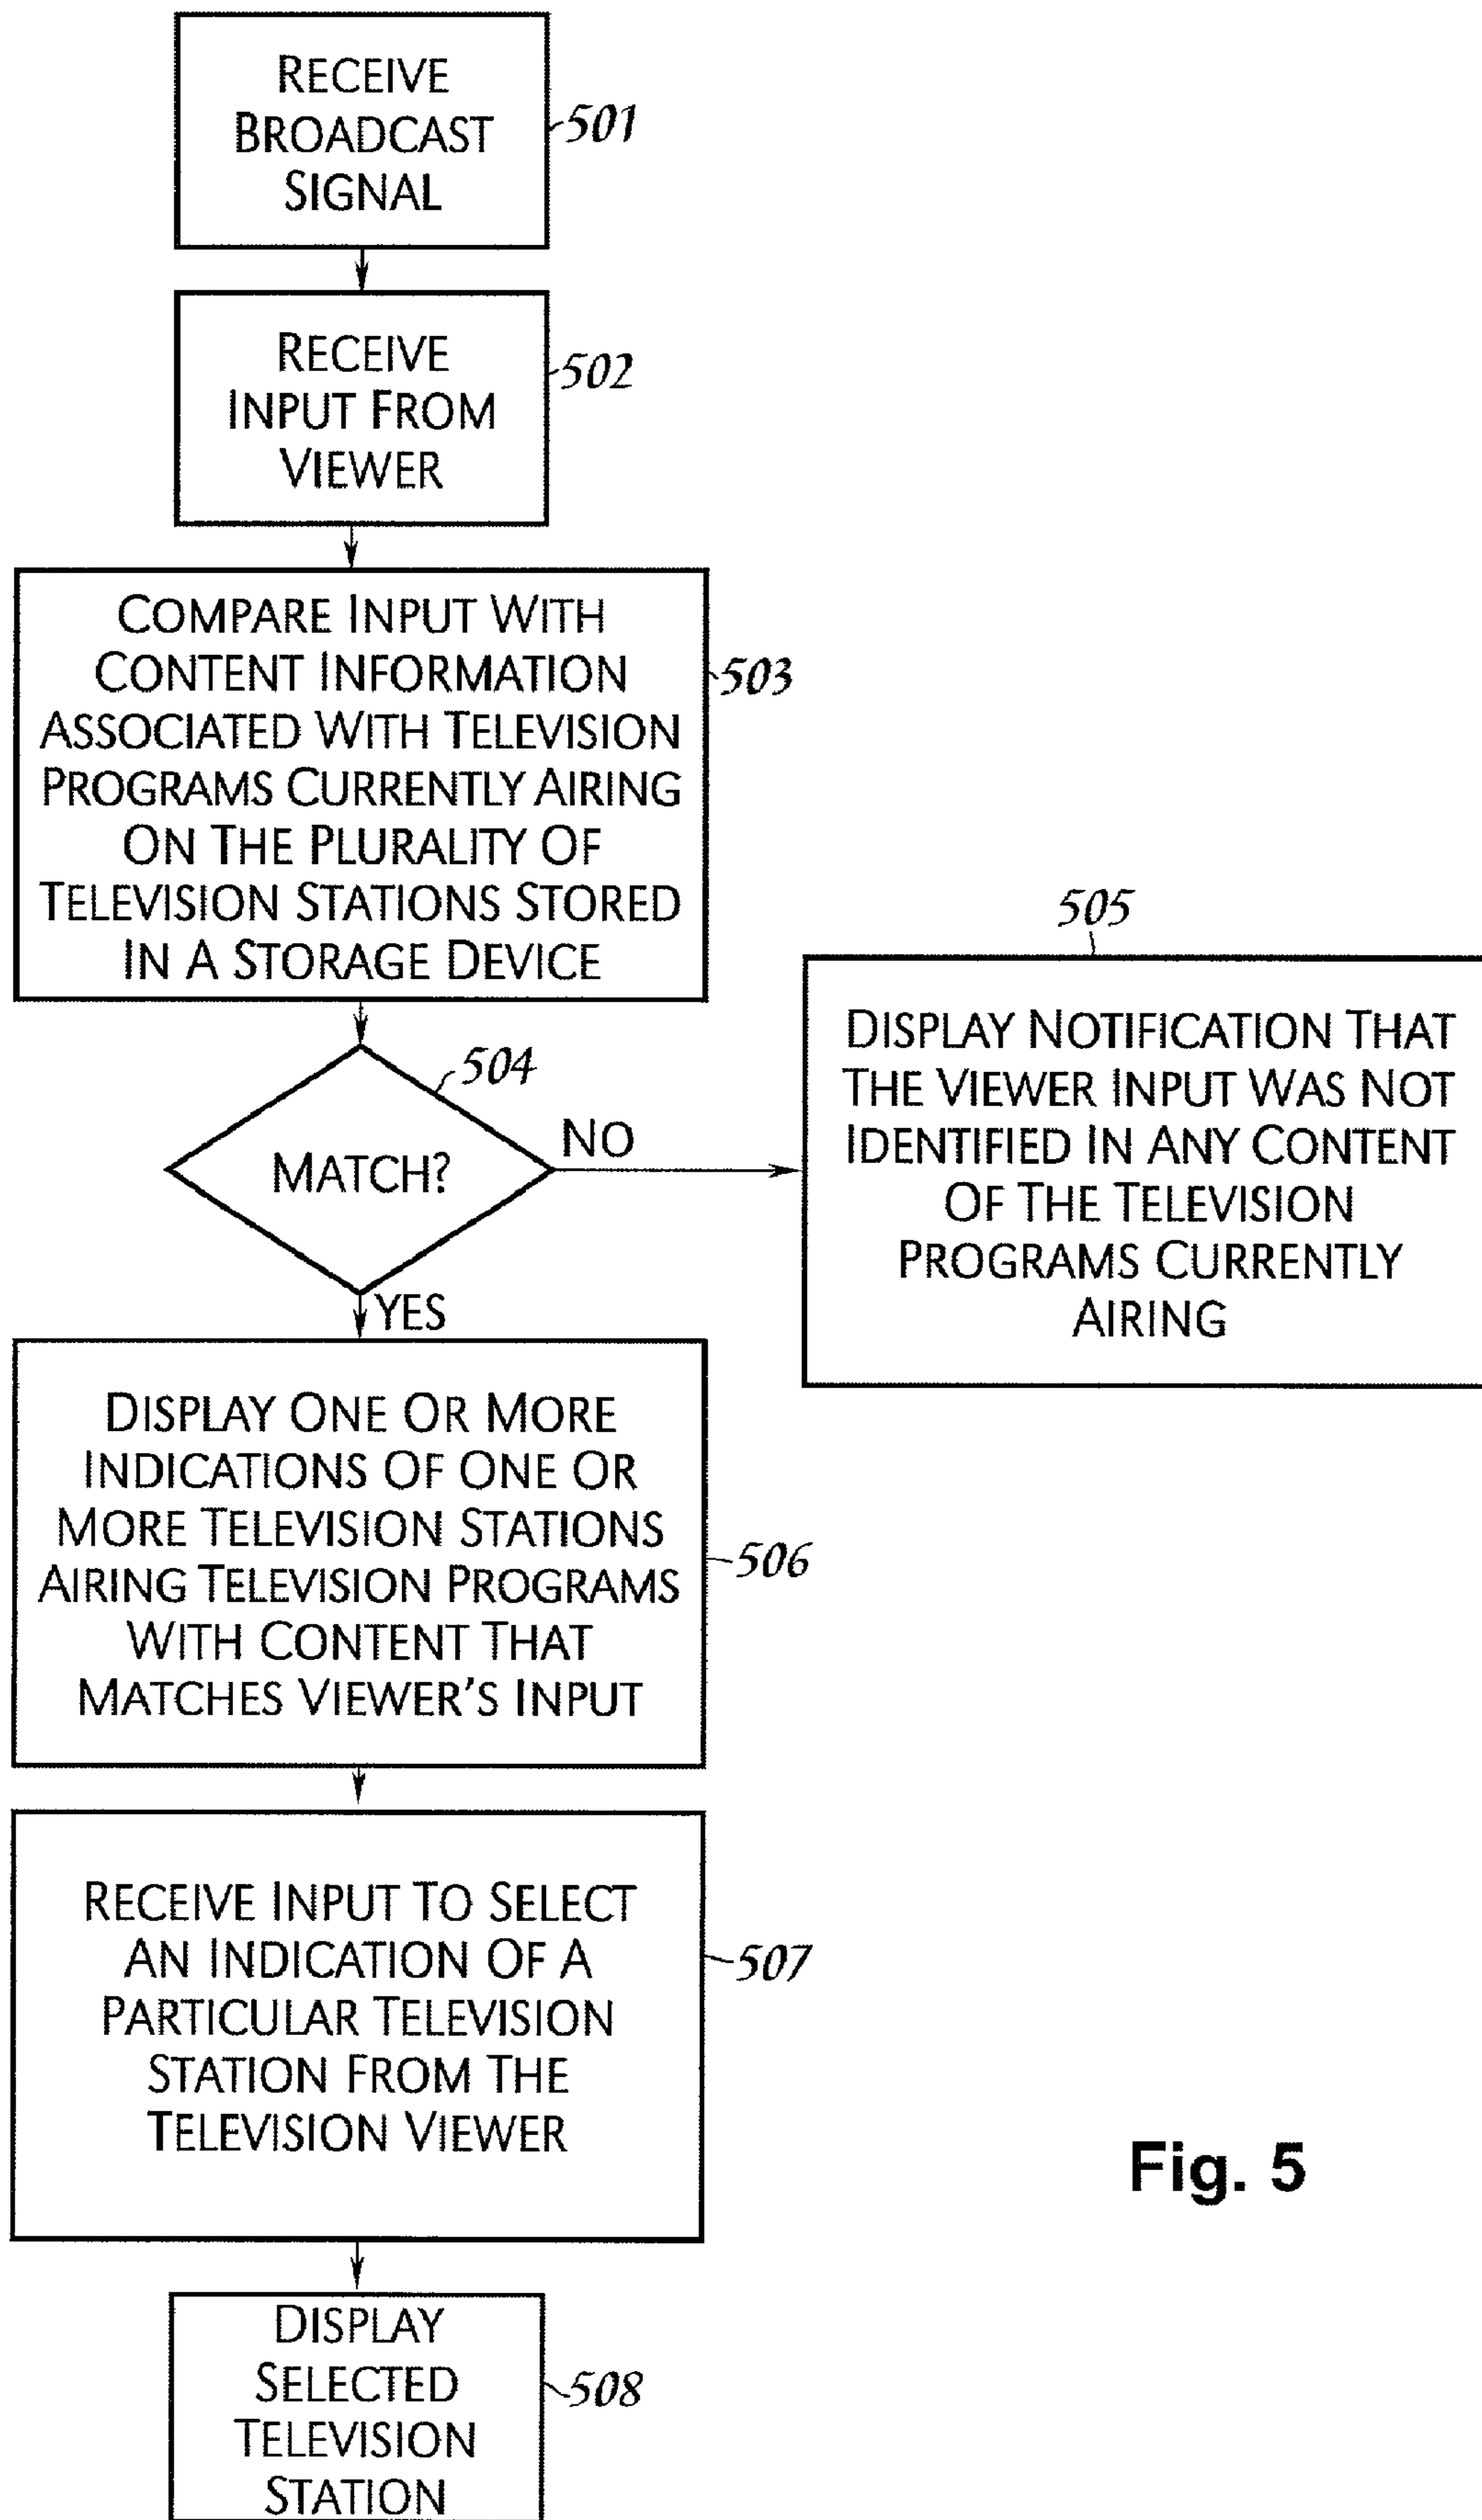 RECEIVE
BROADCAST
SIGNAL
501
RECEIVE
INPUT FROM
VIEWER
502
COMPARE INPUT WITH
CONTENT INFORMATION
ASSOCIATED WITH TELEVISION
PROGRAMS CURRENTLY AIRING
ON THE PLURALITY OF
TELEVISION STATIONS STORED
IN A STORAGE DEVICE
503
504
MATCH?
NO
YES
505
DISPLAY NOTIFICATION THAT
THE VIEWER INPUT WAS NOT
IDENTIFIED IN ANY CONTENT
OF THE TELEVISION
PROGRAMS CURRENTLY
AIRING
DISPLAY ONE OR MORE
INDICATIONS OF ONE OR
MORE TELEVISION STATIONS
AIRING TELEVISION PROGRAMS
WITH CONTENT THAT
MATCHES VIEWER'S INPUT
506
RECEIVE INPUT TO SELECT
AN INDICATION OF A
PARTICULAR TELEVISION
STATION FROM THE
TELEVISION VIEWER
507
DISPLAY
SELECTED
TELEVISION
STATION
508
Fig. 5